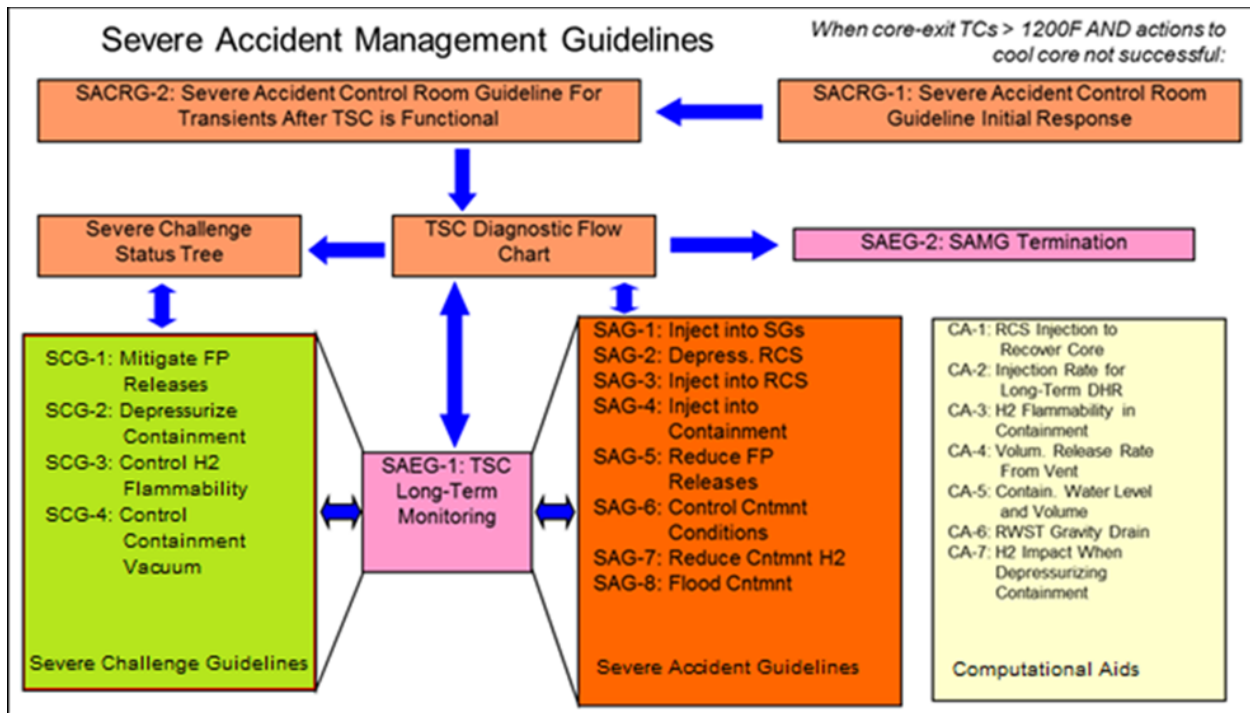 Severe Accident Management Guidelines
When core-exit TCs > 1200F AND actions to
cool core not successful:
SACRG-2: Severe Accident Control Room Guideline For
Transients After TSC is Functional
SACRG-1: Severe Accident Control Room
Guideline Initial Response
Severe Challenge
Status Tree
TSC Diagnostic Flow
Chart
SAEG-2: SAMG Termination
SCG-1: Mitigate FP
Releases
SCG-2: Depressurize
Containment
SCG-3: Control H2
Flammability
SCG-4: Control
Containment
Vacuum
Severe Challenge Guidelines
SAEG-1: TSC
Long-Term
Monitoring
SAG-1: Inject into SGs
SAG-2: Depress. RCS
SAG-3: Inject into RCS
SAG-4: Inject into
Containment
SAG-5: Reduce FP
Releases
SAG-6: Control Cntmnt
Conditions
SAG-7: Reduce Cntmnt H2
SAG-8: Flood Cntmnt
Severe Accident Guidelines
CA-1: RCS Injection to
Recover Core
CA-2: Injection Rate for
Long-Term DHR
CA-3: H2 Flammability in
Containment
CA-4: Volum. Release Rate
From Vent
CA-5: Contain. Water Level
and Volume
CA-6: RWST Gravity Drain
CA-7: H2 Impact When
Depressurizing
Containment
Computational Aids